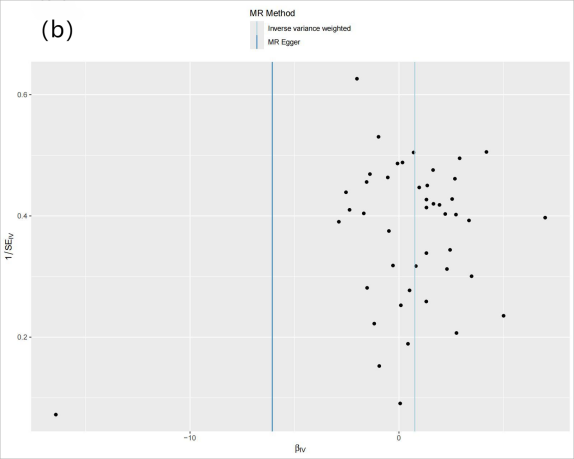 (b)
MR Method
Inverse variance weighted
MR Egger
0.6
0.4
0.2
1/SE_IV
−10
0
β_IV